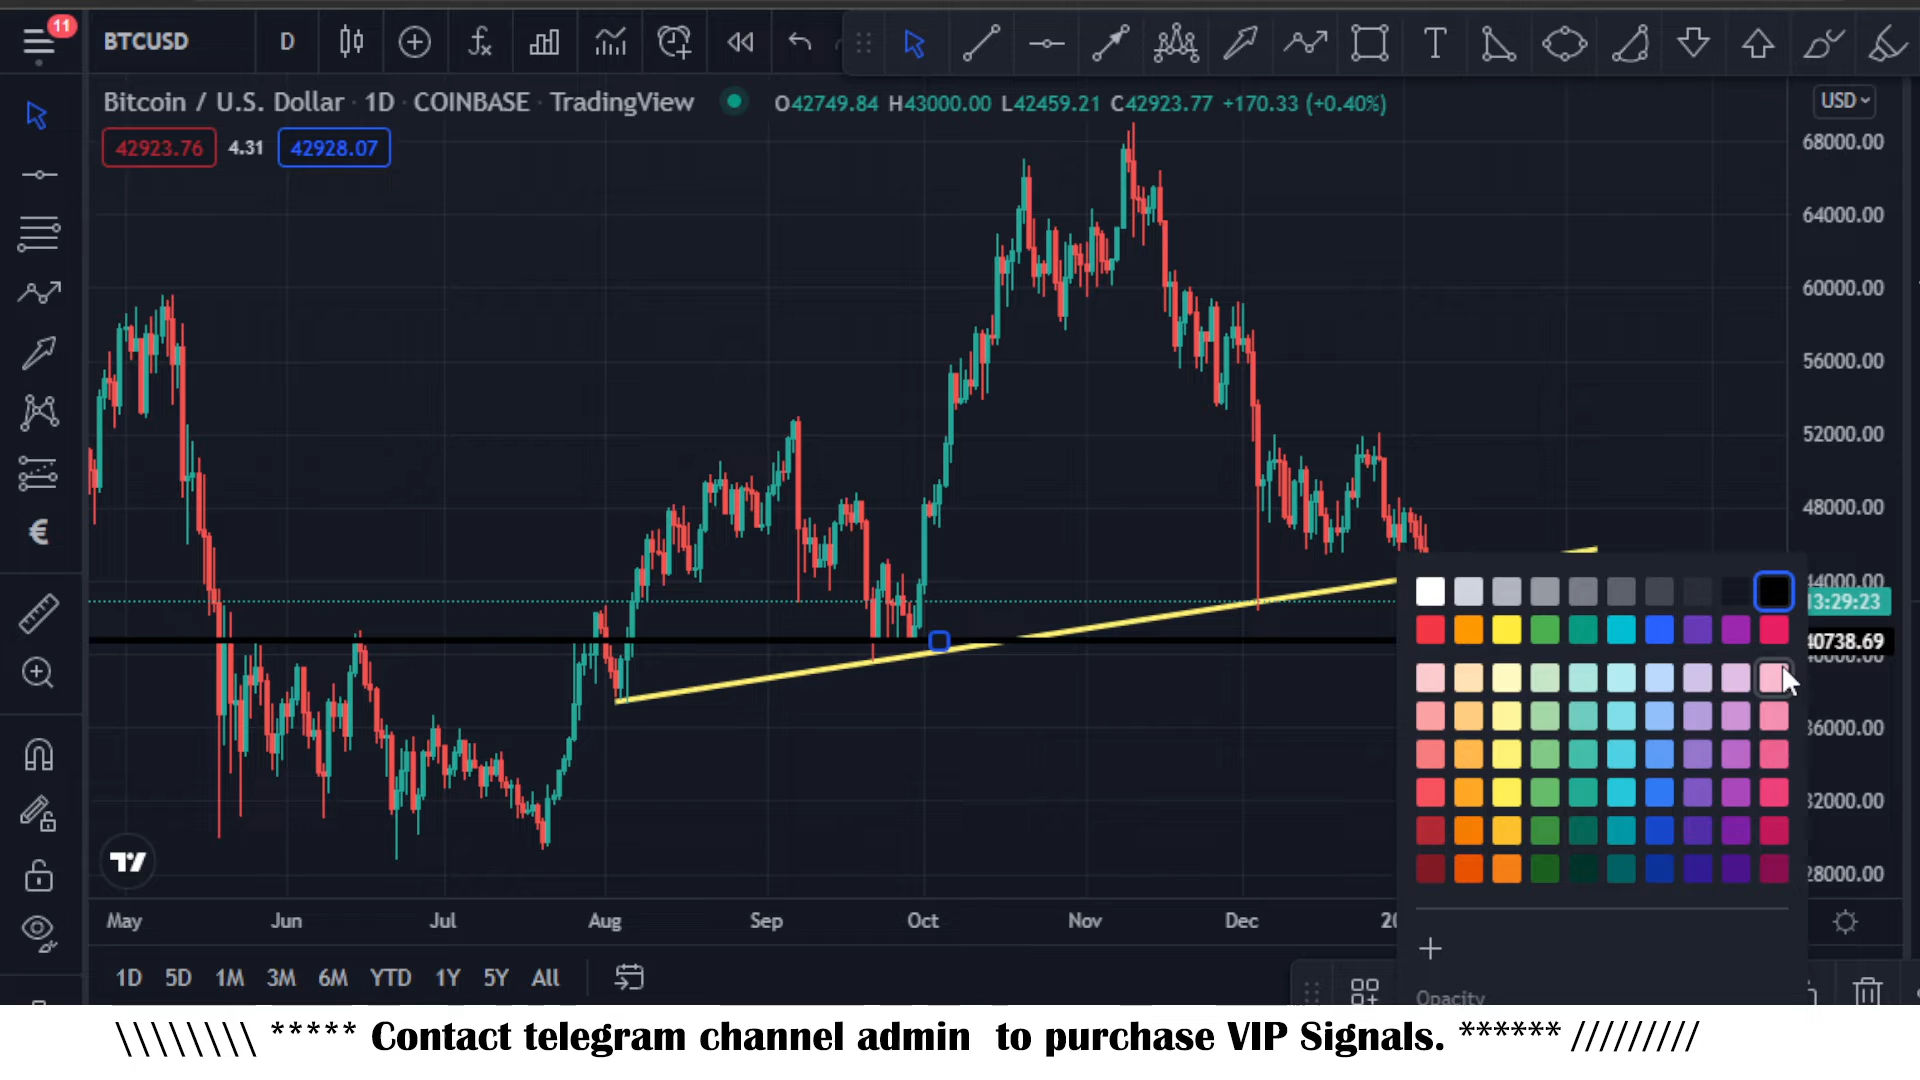 11
BTCUSD D
Bitcoin / U.S. Dollar · 1D · COINBASE · TradingView O42749.84 H43000.00 L42459.21 C42923.77 +170.33 (+0.40%)
USD
42923.76 4.31 42928.07
68000.00
64000.00
60000.00
56000.00
52000.00
48000.00
44000.00
13:29:23
40738.69
36000.00
32000.00
28000.00
May Jun Jul Aug Sep Oct Nov Dec
1D 5D 1M 3M 6M YTD 1Y 5Y All
Opacity
\\\\\\\\ ***** Contact telegram channel admin to purchase VIP Signals. ****** /////////